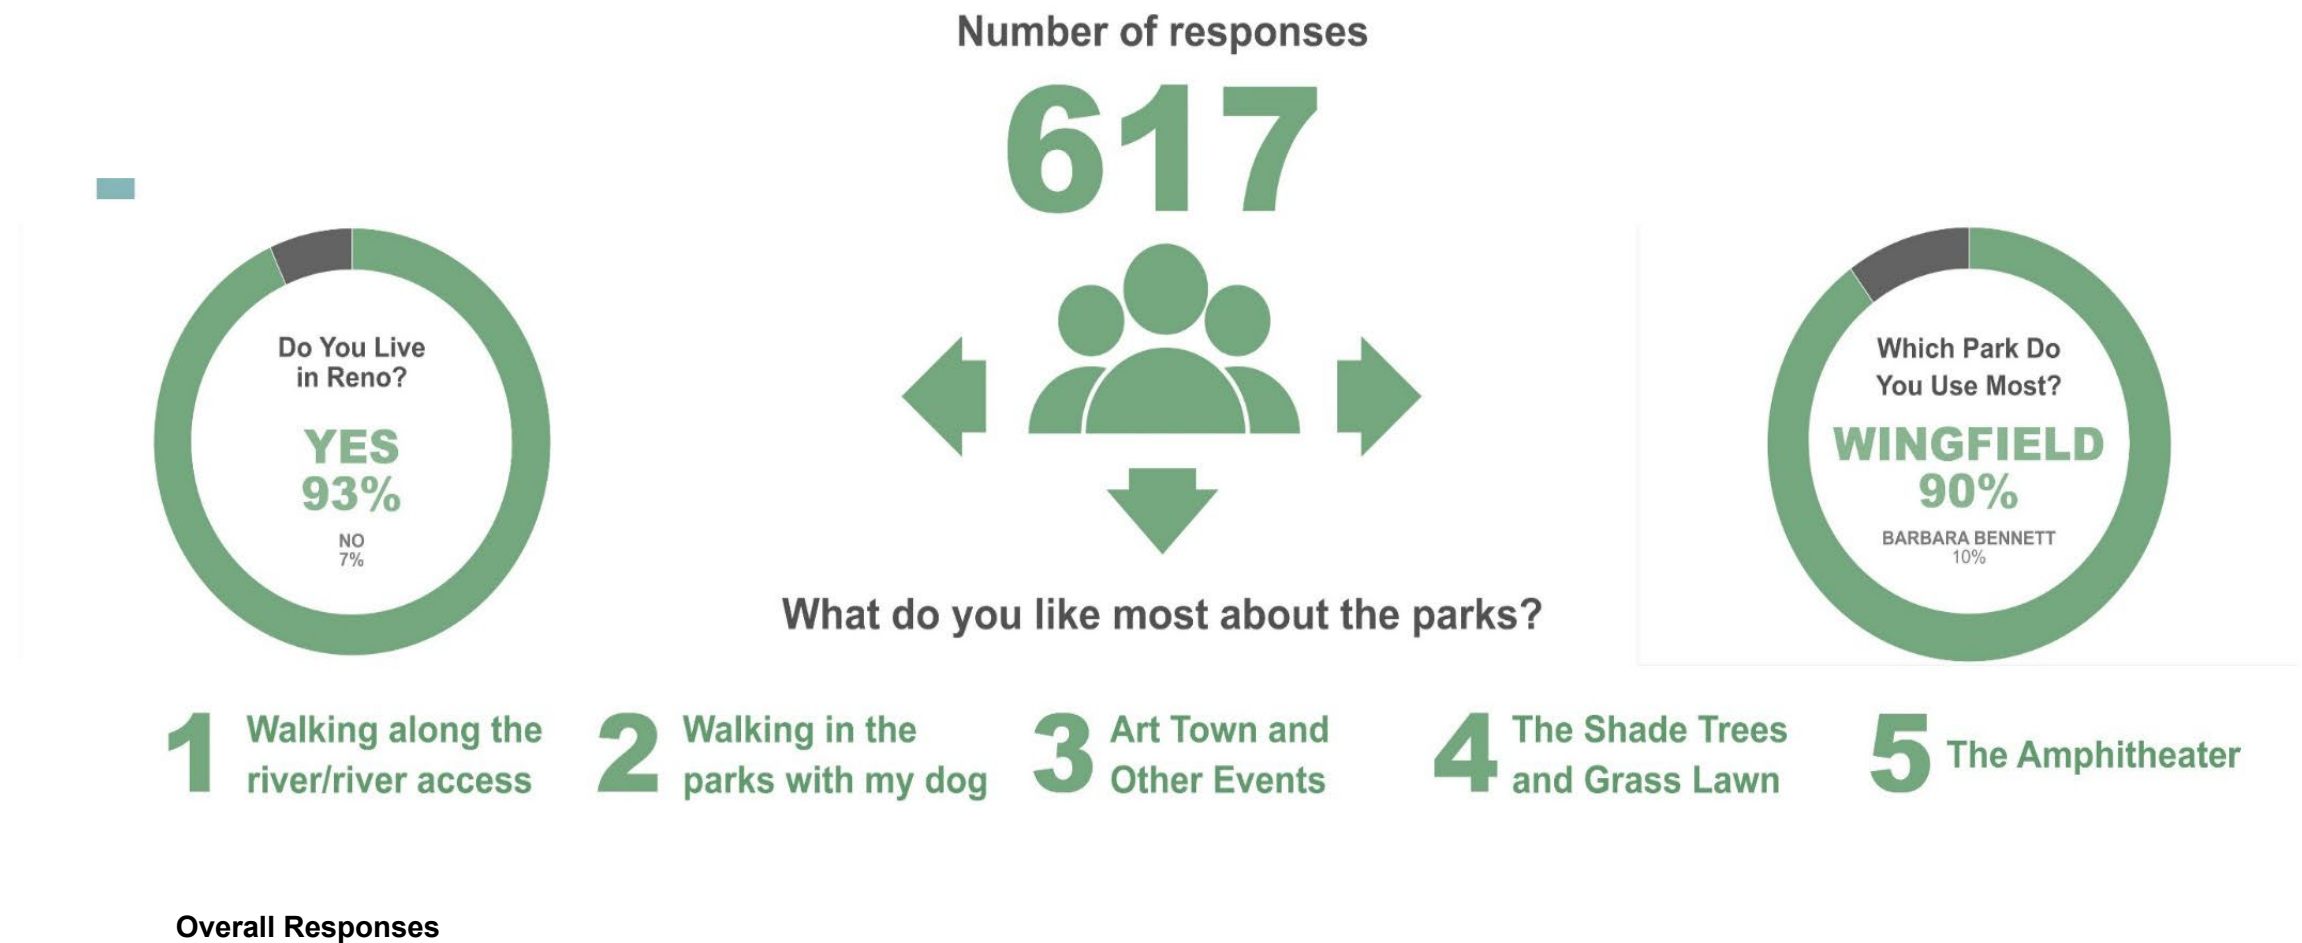 Number of responses
617
Do You Live
in Reno?
YES
93%
NO
7%
Which Park Do
You Use Most?
WINGFIELD
90%
BARBARA BENNETT
10%
What do you like most about the parks?
1 Walking along the
river/river access
2 Walking in the
parks with my dog
3 Art Town and
Other Events
4 The Shade Trees
and Grass Lawn
5 The Amphitheater
Overall Responses